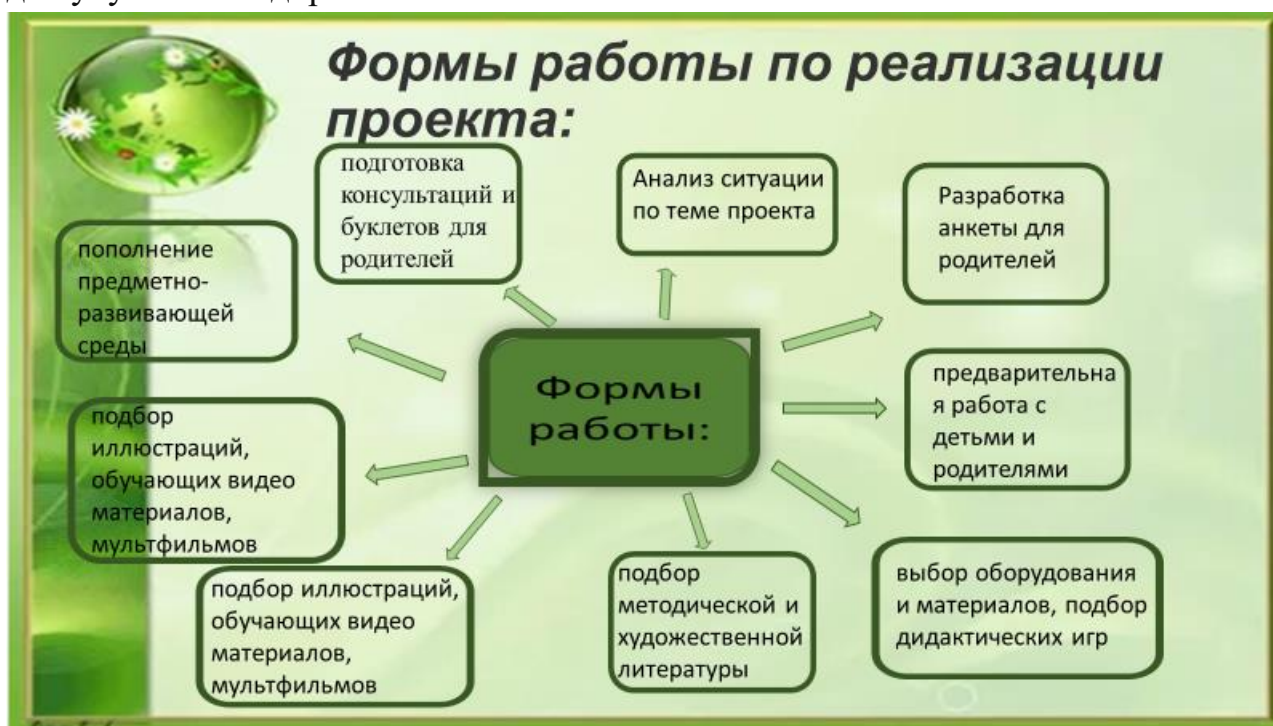 Формы работы по реализации
проекта:
подготовка
консультаций и
буклетов для
родителей
Анализ ситуации
по теме проекта
Разработка
анкеты для
родителей
пополнение
предметно-
развивающей
среды
Формы
работы:
предварительна
я работа с
детьми и
родителями
подбор
иллюстраций,
обучающих видео
материалов,
мультфильмов
подбор иллюстраций,
обучающих видео
материалов,
мультфильмов
подбор
методической и
художественной
литературы
выбор оборудования
и материалов, подбор
дидактических игр